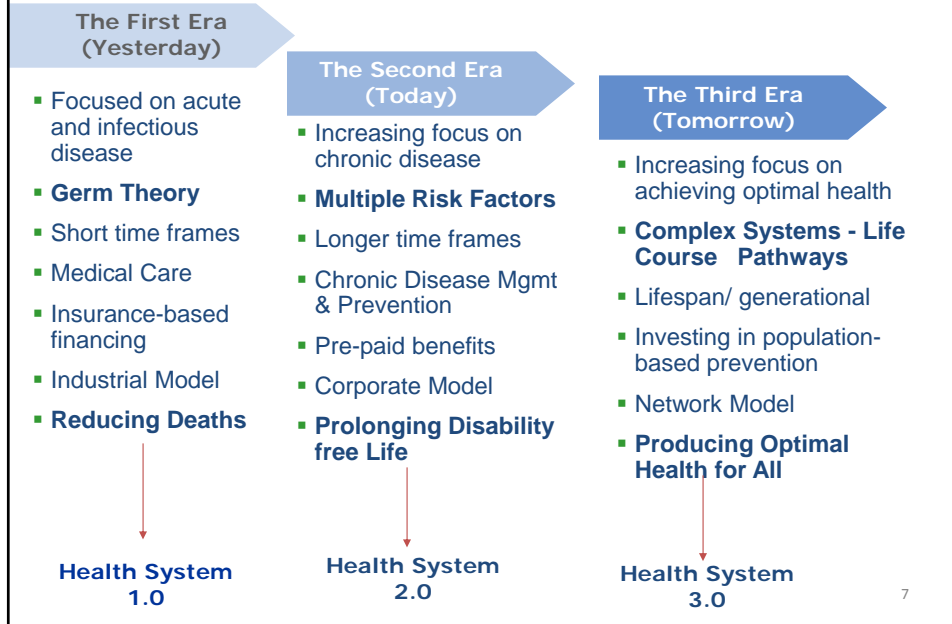 The First Era
(Yesterday)
▪ Focused on acute
and infectious
disease
▪ Germ Theory
▪ Short time frames
▪ Medical Care
▪ Insurance-based
financing
▪ Industrial Model
▪ Reducing Deaths
Health System
1.0
The Second Era
(Today)
▪ Increasing focus on
chronic disease
▪ Multiple Risk Factors
▪ Longer time frames
▪ Chronic Disease Mgmt
& Prevention
▪ Pre-paid benefits
▪ Corporate Model
▪ Prolonging Disability
free Life
Health System
2.0
The Third Era
(Tomorrow)
▪ Increasing focus on
achieving optimal health
▪ Complex Systems - Life
Course Pathways
▪ Lifespan/ generational
▪ Investing in population-
based prevention
▪ Network Model
▪ Producing Optimal
Health for All
Health System
3.0
7